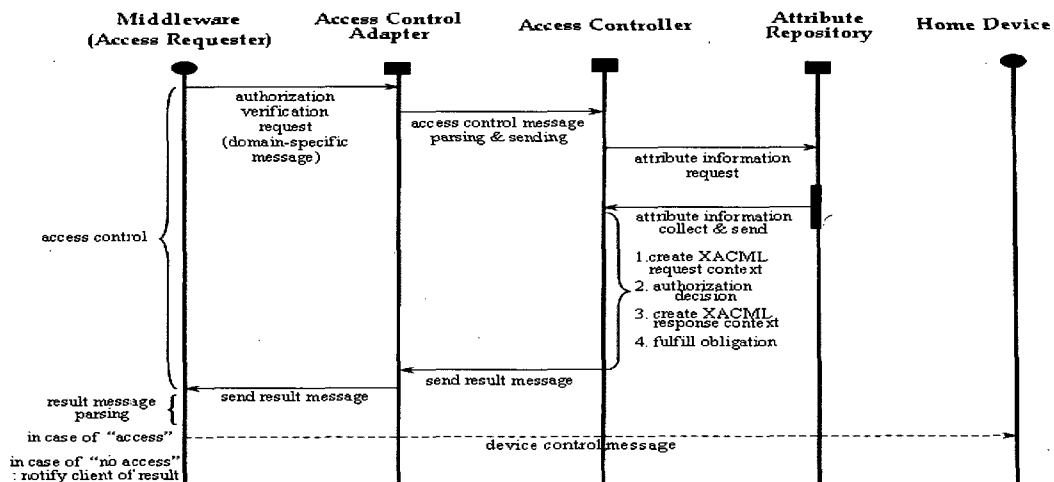 Middleware
(Access Requester)
Access Control
Adapter
Access Controller
Attribute
Repository
Home Device
authorization
verification
request
(domain-specific
message)
access control message
parsing & sending
attribute information
request
attribute information
collect & send
access control
1. create XACML
request context
2. authorization
decision
3. create XACML
response context
4. fulfill obligation
send result message
send result message
result message
parsing
in case of "access"
device control message
in case of "no access"
: notify client of result